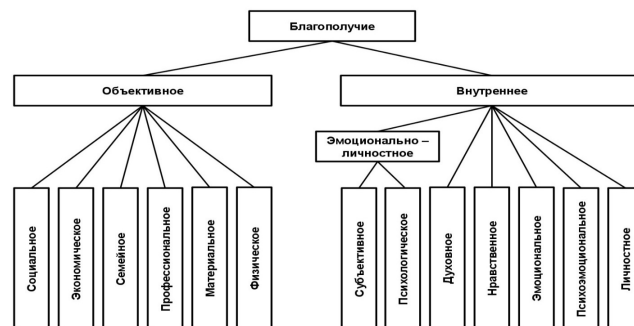 Благополучие
Объективное
Внутреннее
Эмоционально –
личностное
Социальное
Экономическое
Семейное
Профессиональное
Материальное
Физическое
Субъективное
Психологическое
Духовное
Нравственное
Эмоциональное
Психоэмоциональное
Личностное